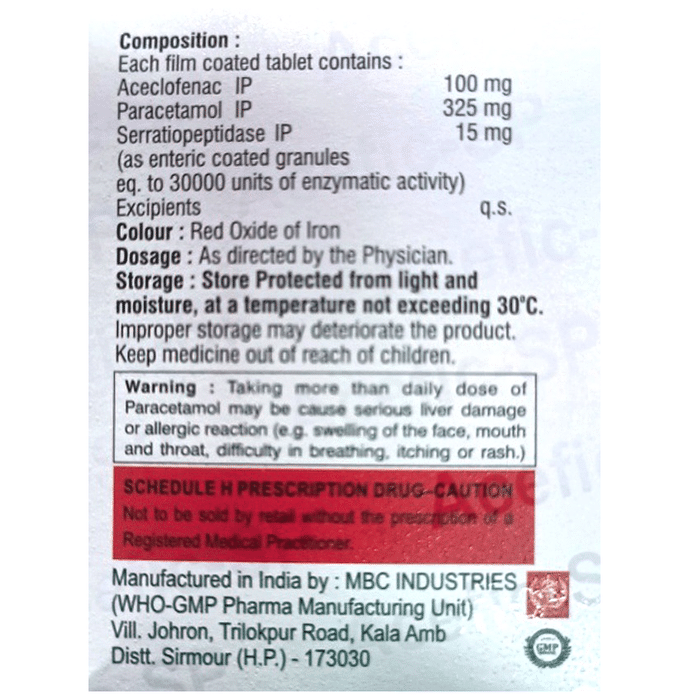 Composition :
Each film coated tablet contains :
Aceclofenac IP 100 mg
Paracetamol IP 325 mg
Serratiopeptidase IP 15 mg
(as enteric coated granules
eq. to 30000 units of enzymatic activity)
Excipients q.s.
Colour : Red Oxide of Iron
Dosage : As directed by the Physician.
Storage : Store Protected from light and
moisture, at a temperature not exceeding 30°C.
Improper storage may deteriorate the product.
Keep medicine out of reach of children.
Warning : Taking more than daily dose of
Paracetamol may be cause serious liver damage
or allergic reaction (e.g. swelling of the face, mouth
and throat, difficulty in breathing, itching or rash.)
SCHEDULE H PRESCRIPTION DRUG-CAUTION
Not to be sold by retail without the prescription of a
Registered Medical Practitioner.
Manufactured in India by : MBC INDUSTRIES
(WHO-GMP Pharma Manufacturing Unit)
Vill. Johron, Trilokpur Road, Kala Amb
Distt. Sirmour (H.P.) - 173030
GMP